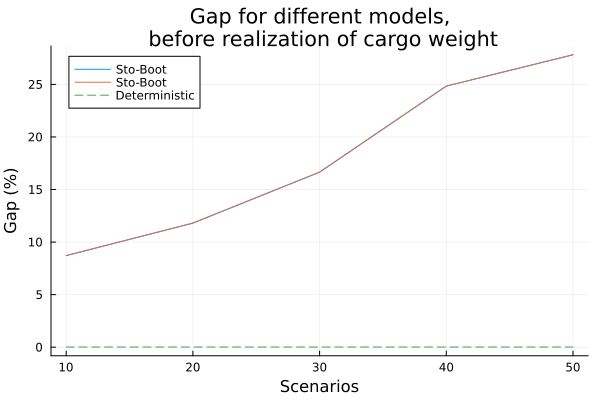 Gap for different models,
before realization of cargo weight
Sto-Boot
Sto-Boot
Deterministic
Gap (%)
25
20
15
10
5
0
10 20 30 40 50
Scenarios